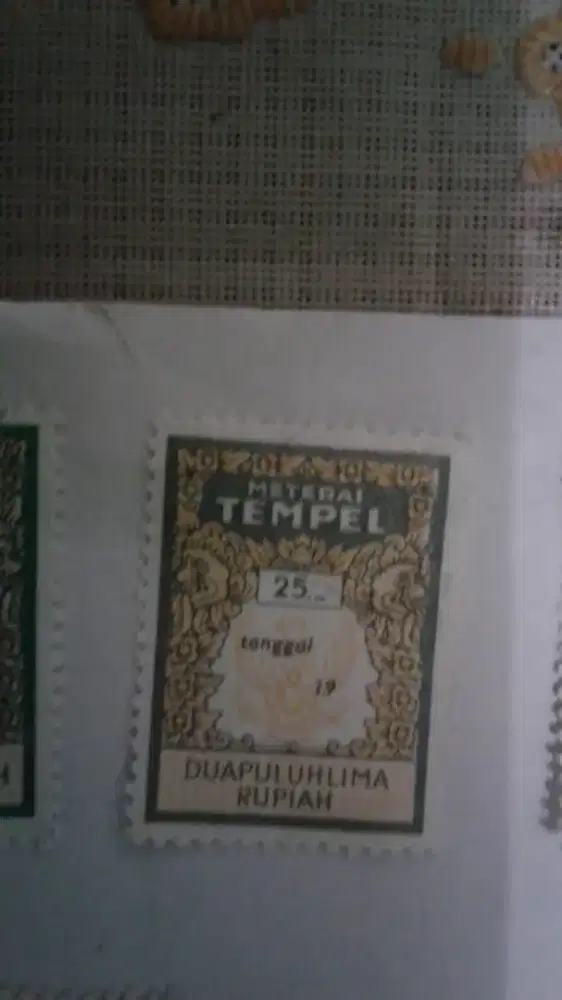 METERAI
TEMPEL
25.-
tanggal
19
DUAPULUHLIMA
RUPIAH
H